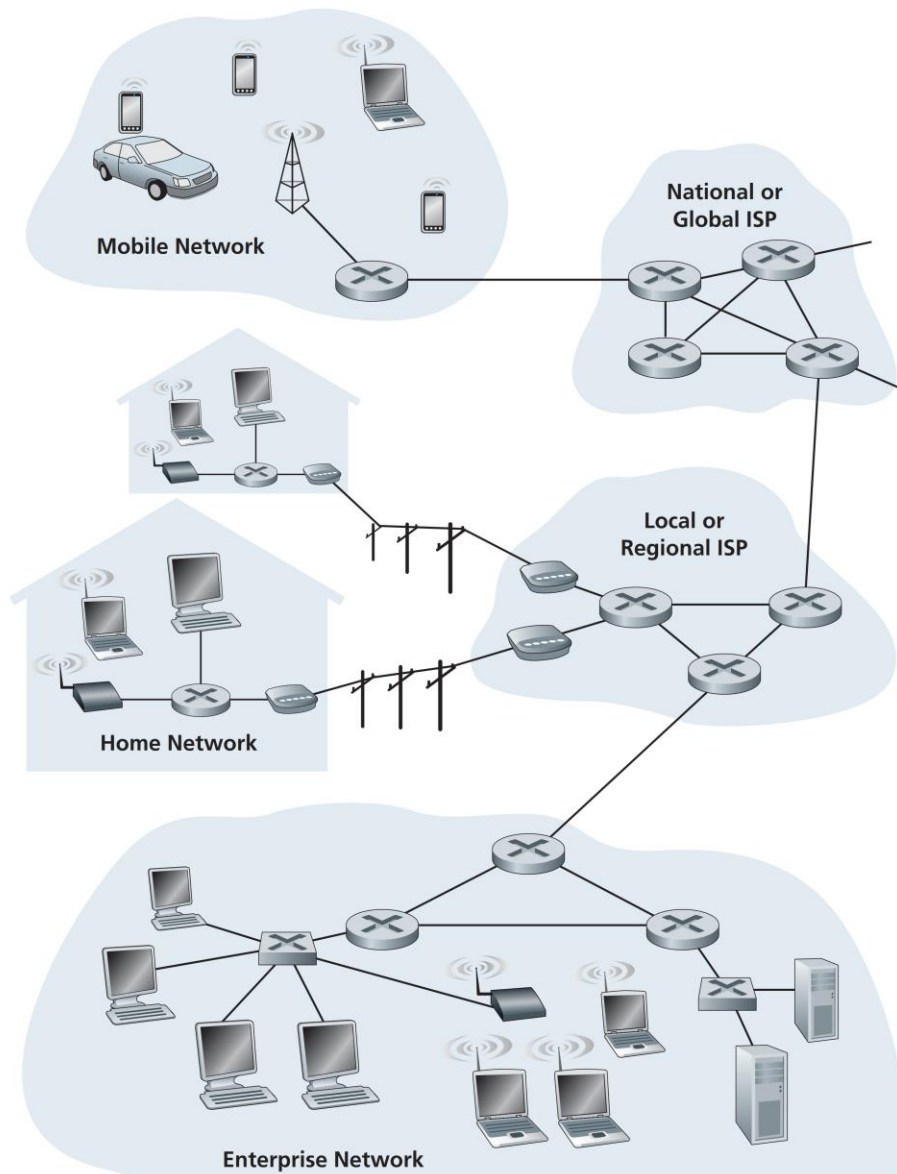 National or
Global ISP
Mobile Network
Local or
Regional ISP
Home Network
Enterprise Network